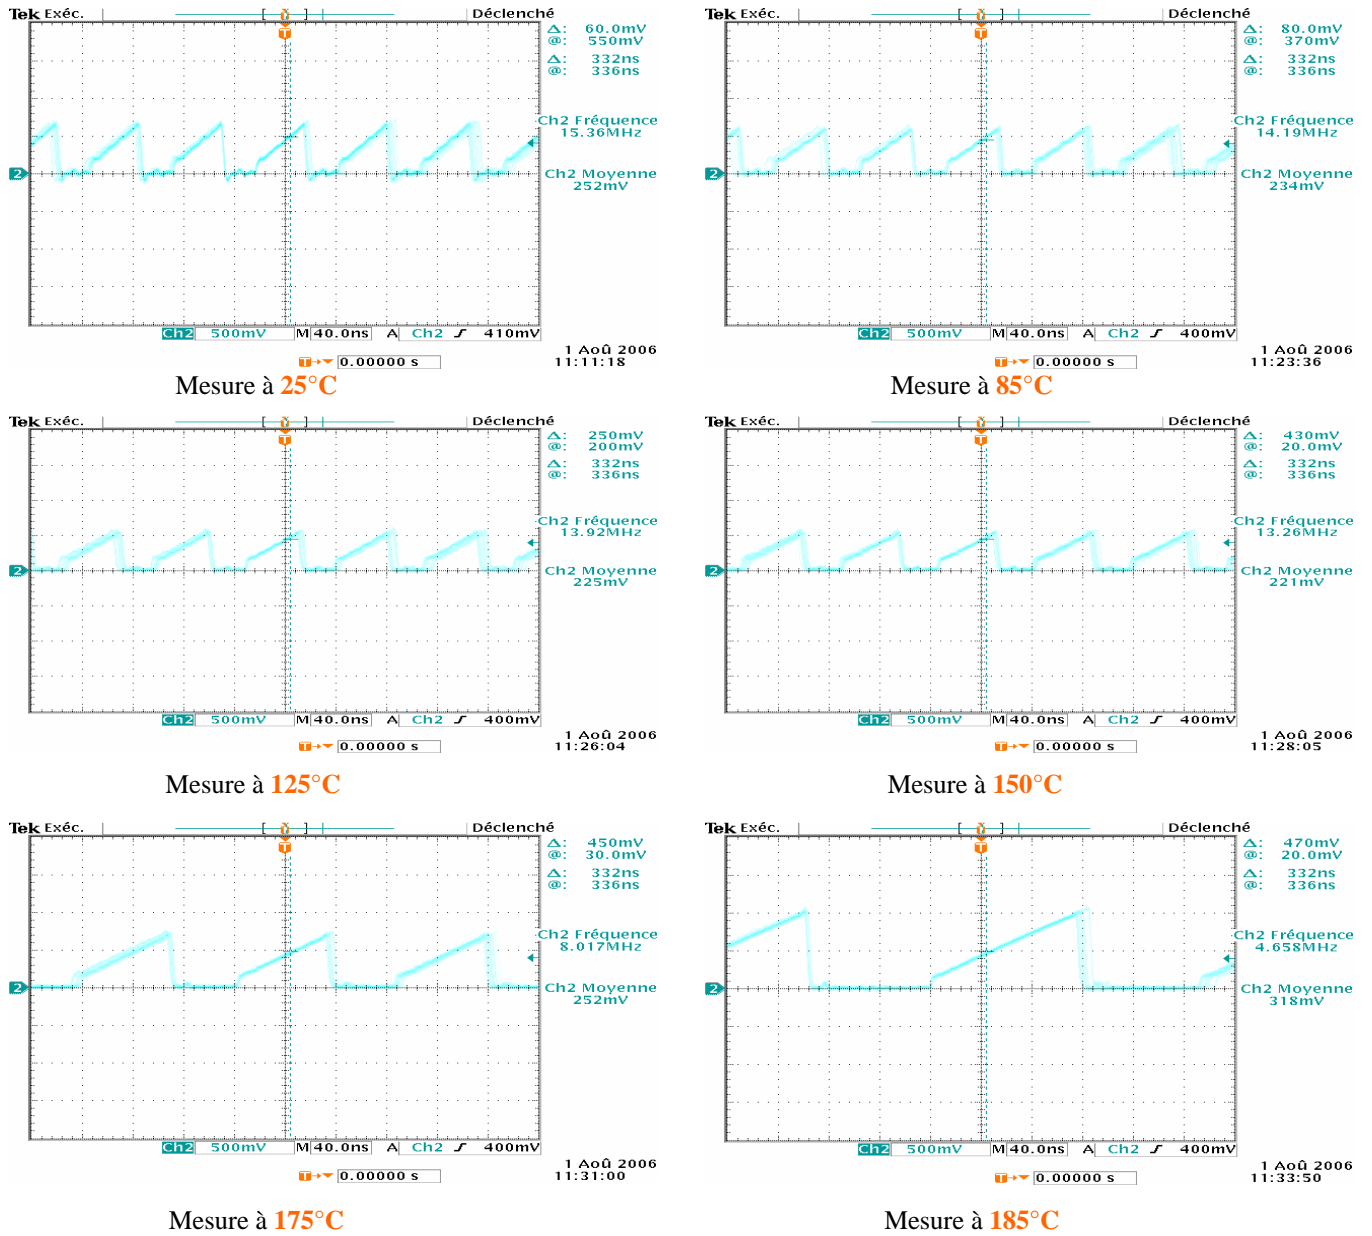 Tek Exéc. [ ] Déclenché
T
Δ: 60.0mV
@: 550mV
Δ: 332ns
@: 336ns
Ch2 Fréquence
15.36MHz
2
Ch2 Moyenne
252mV
Ch2 500mV M 40.0ns A Ch2 ʃ 410mV
1 Aoû 2006
T→▼ 0.00000 s 11:11:18
Mesure à 25°C
Tek Exéc. [ ] Déclenché
T
Δ: 80.0mV
@: 370mV
Δ: 332ns
@: 336ns
Ch2 Fréquence
14.19MHz
2
Ch2 Moyenne
234mV
Ch2 500mV M 40.0ns A Ch2 ʃ 400mV
1 Aoû 2006
T→▼ 0.00000 s 11:23:36
Mesure à 85°C
Tek Exéc. [ ] Déclenché
T
Δ: 250mV
@: 200mV
Δ: 332ns
@: 336ns
Ch2 Fréquence
13.92MHz
2
Ch2 Moyenne
225mV
Ch2 500mV M 40.0ns A Ch2 ʃ 400mV
1 Aoû 2006
T→▼ 0.00000 s 11:26:04
Mesure à 125°C
Tek Exéc. [ ] Déclenché
T
Δ: 430mV
@: 20.0mV
Δ: 332ns
@: 336ns
Ch2 Fréquence
13.26MHz
2
Ch2 Moyenne
221mV
Ch2 500mV M 40.0ns A Ch2 ʃ 400mV
1 Aoû 2006
T→▼ 0.00000 s 11:28:05
Mesure à 150°C
Tek Exéc. [ ] Déclenché
T
Δ: 450mV
@: 30.0mV
Δ: 332ns
@: 336ns
Ch2 Fréquence
8.017MHz
2
Ch2 Moyenne
252mV
Ch2 500mV M 40.0ns A Ch2 ʃ 400mV
1 Aoû 2006
T→▼ 0.00000 s 11:31:00
Mesure à 175°C
Tek Exéc. [ ] Déclenché
T
Δ: 470mV
@: 20.0mV
Δ: 332ns
@: 336ns
Ch2 Fréquence
4.658MHz
2
Ch2 Moyenne
318mV
Ch2 500mV M 40.0ns A Ch2 ʃ 400mV
1 Aoû 2006
T→▼ 0.00000 s 11:33:50
Mesure à 185°C